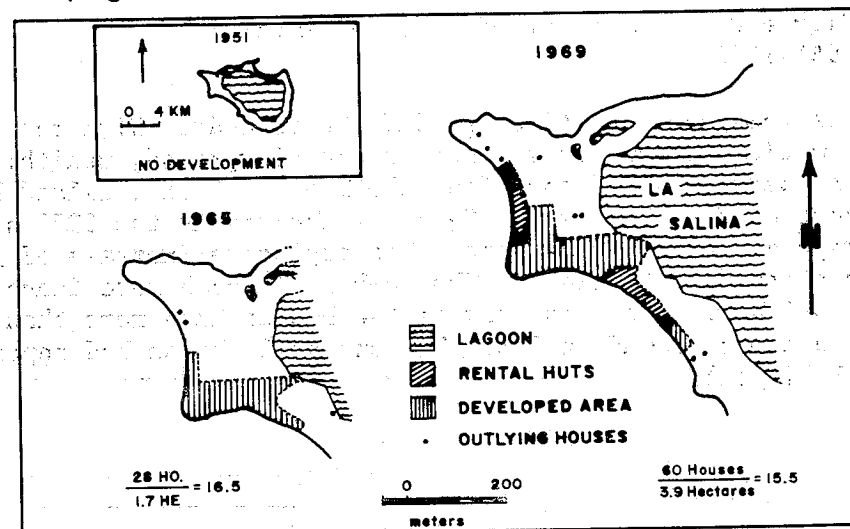 1951
0 4 KM
NO DEVELOPMENT
1969
LA
SALINA
N
1965
LAGOON
RENTAL HUTS
DEVELOPED AREA
OUTLYING HOUSES
28 HO.
1.7 HE
= 16.5
0 200
meters
60 Houses
3.9 Hectares
= 15.5